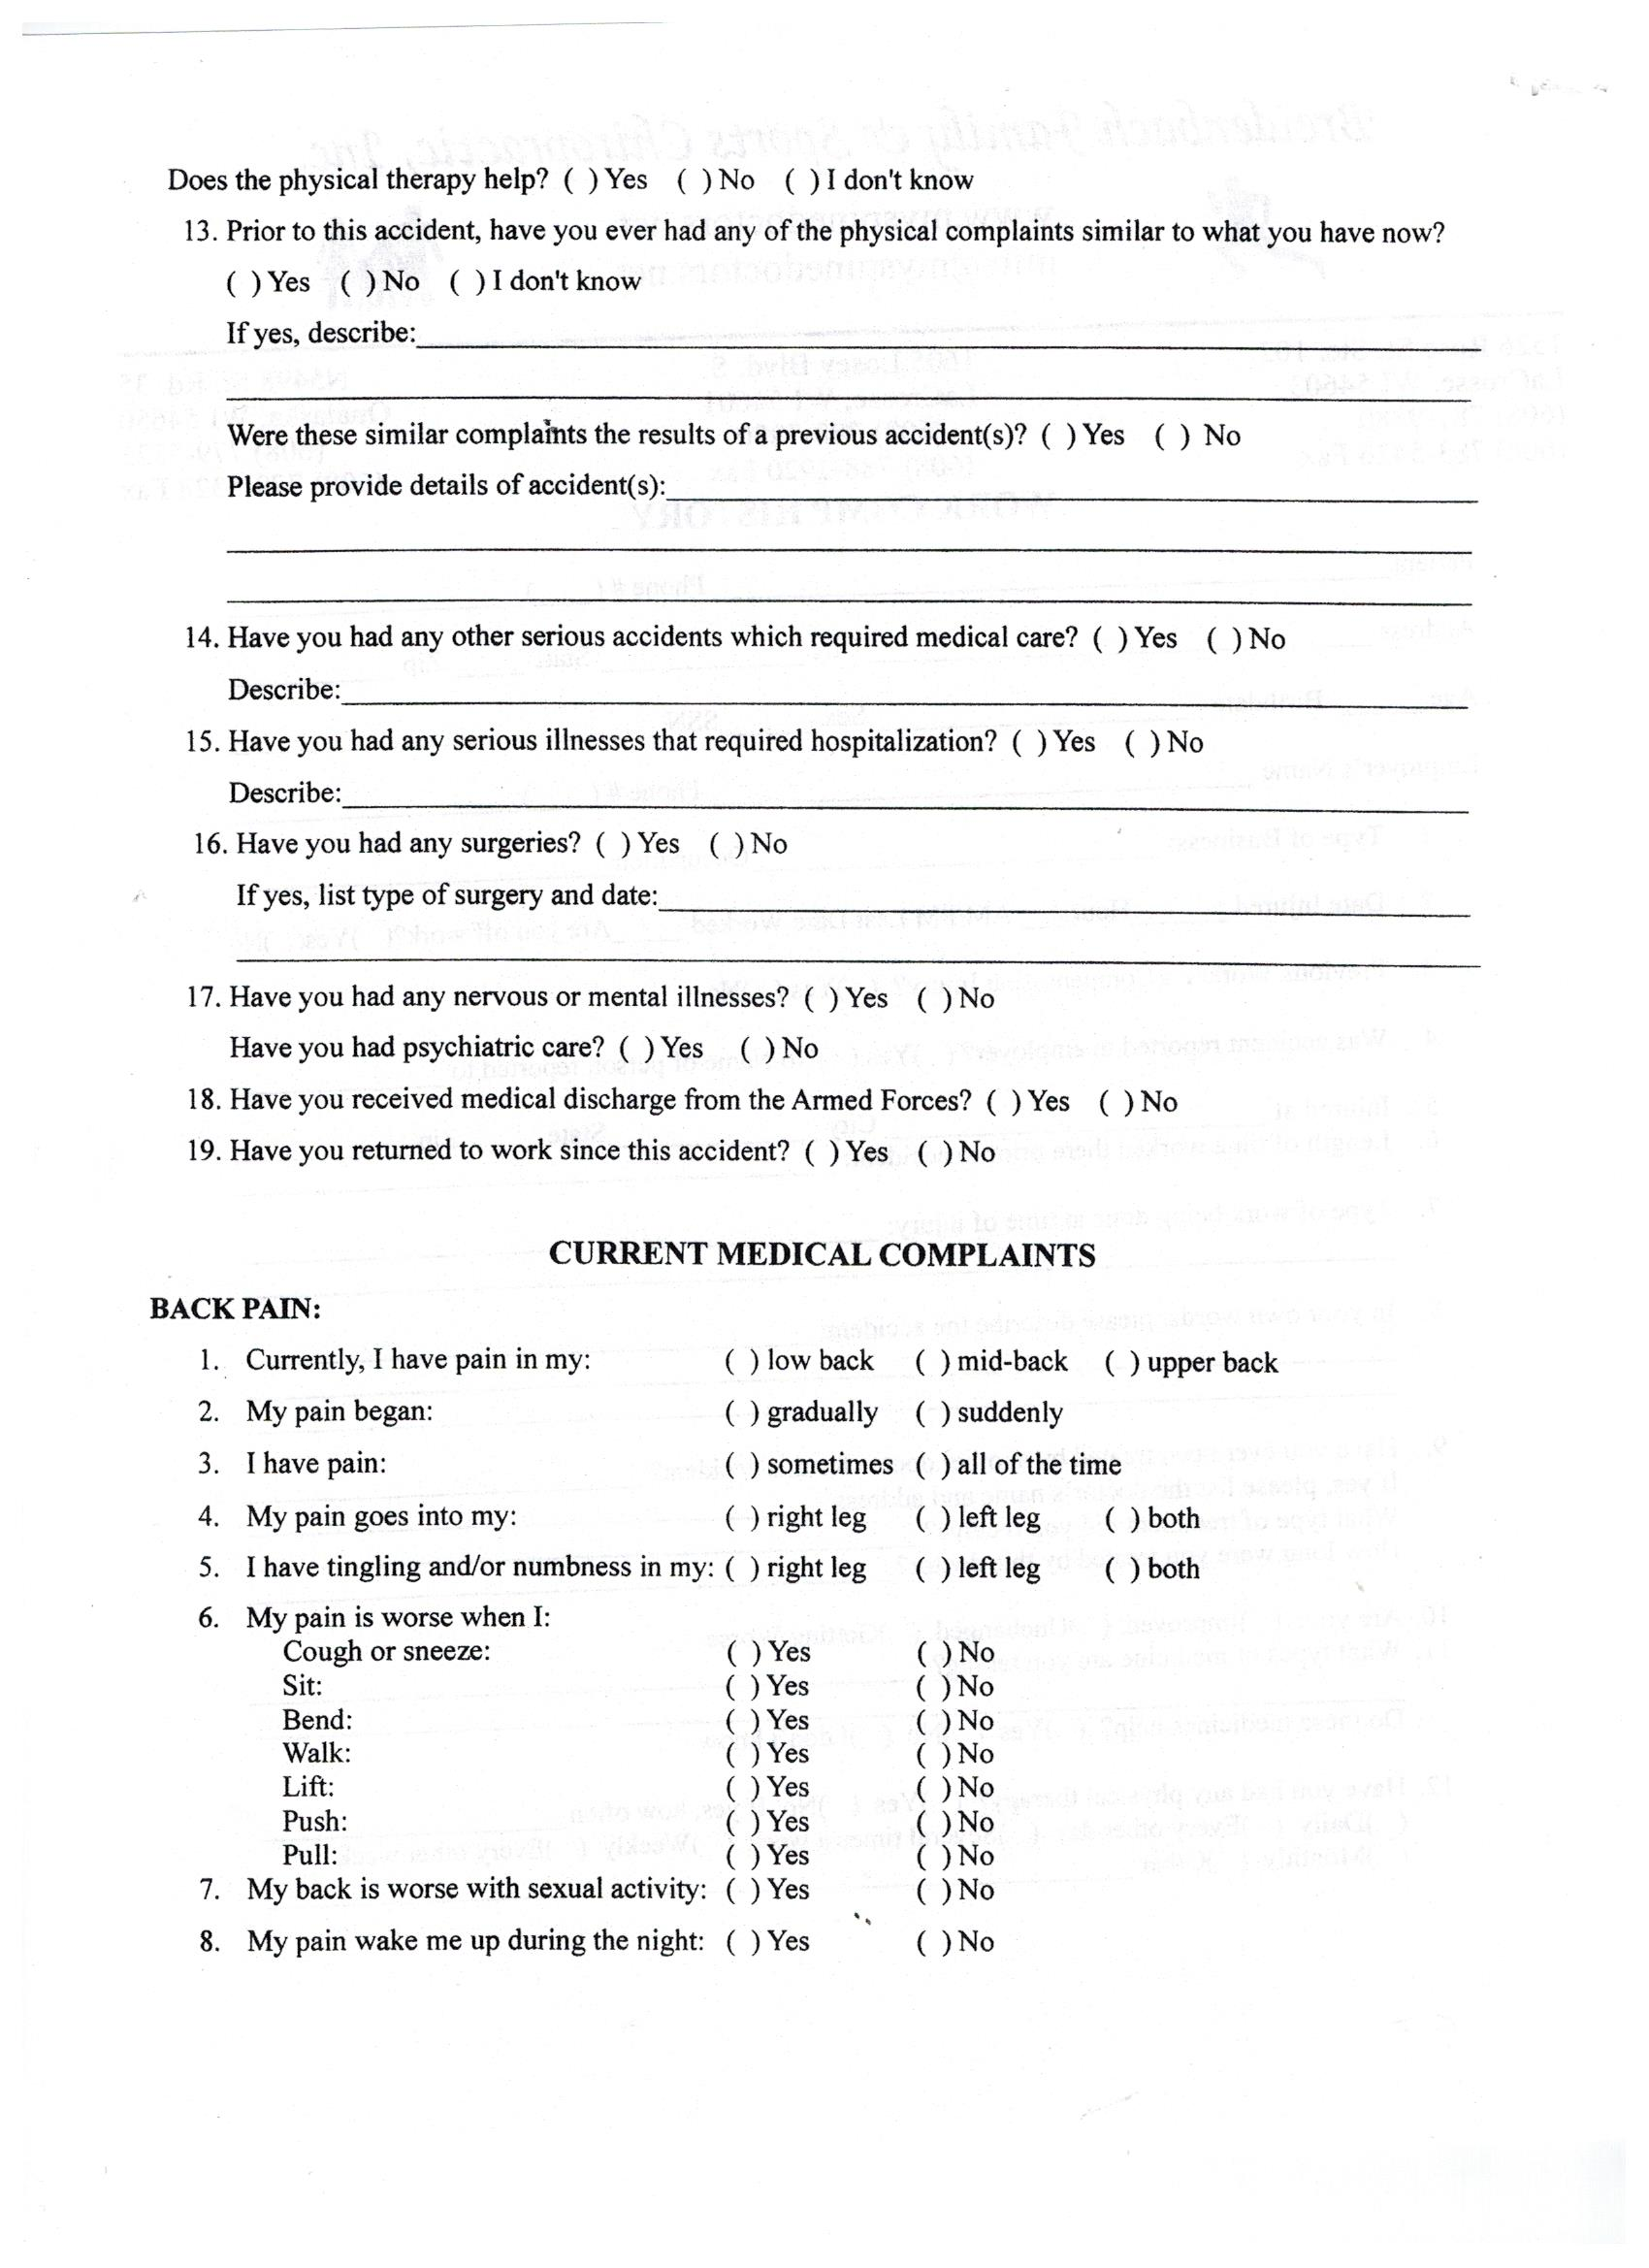 Does the physical therapy help? ( ) Yes ( ) No ( ) I don't know
13. Prior to this accident, have you ever had any of the physical complaints similar to what you have now?
( ) Yes ( ) No ( ) I don't know
If yes, describe:
Were these similar complaints the results of a previous accident(s)? ( ) Yes ( ) No
Please provide details of accident(s):
14. Have you had any other serious accidents which required medical care? ( ) Yes ( ) No
Describe:
15. Have you had any serious illnesses that required hospitalization? ( ) Yes ( ) No
Describe:
16. Have you had any surgeries? ( ) Yes ( ) No
If yes, list type of surgery and date:
17. Have you had any nervous or mental illnesses? ( ) Yes ( ) No
Have you had psychiatric care? ( ) Yes ( ) No
18. Have you received medical discharge from the Armed Forces? ( ) Yes ( ) No
19. Have you returned to work since this accident? ( ) Yes ( ) No
CURRENT MEDICAL COMPLAINTS
BACK PAIN:
1. Currently, I have pain in my: ( ) low back ( ) mid-back ( ) upper back
2. My pain began: ( ) gradually ( ) suddenly
3. I have pain: ( ) sometimes ( ) all of the time
4. My pain goes into my: ( ) right leg ( ) left leg ( ) both
5. I have tingling and/or numbness in my: ( ) right leg ( ) left leg ( ) both
6. My pain is worse when I:
Cough or sneeze: ( ) Yes ( ) No
Sit: ( ) Yes ( ) No
Bend: ( ) Yes ( ) No
Walk: ( ) Yes ( ) No
Lift: ( ) Yes ( ) No
Push: ( ) Yes ( ) No
Pull: ( ) Yes ( ) No
7. My back is worse with sexual activity: ( ) Yes ( ) No
8. My pain wake me up during the night: ( ) Yes ( ) No